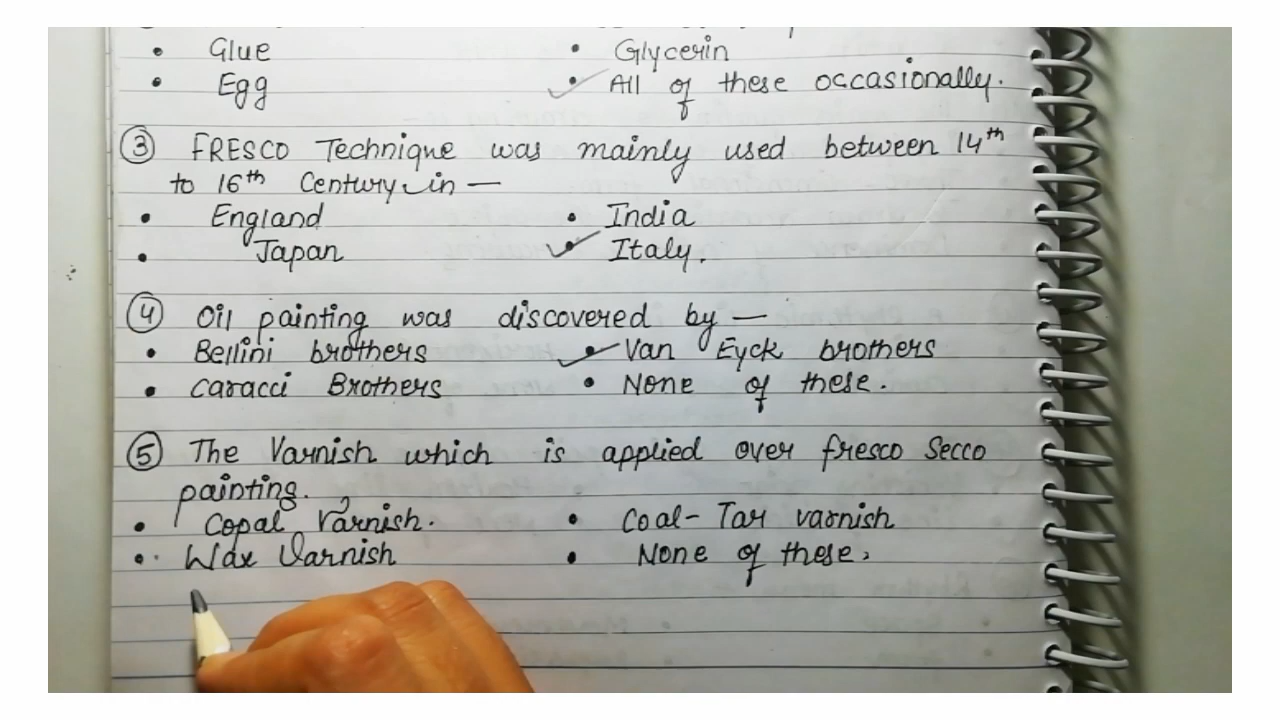 • Glue • Glycerin
• Egg • All of these occasionally.
③ FRESCO Technique was mainly used between 14th
to 16th Century in —
• England • India
• Japan • Italy.
④ Oil painting was discovered by —
• Bellini brothers • Van Eyck brothers
• Caracci Brothers • None of these.
⑤ The Varnish which is applied over fresco Secco
painting.
• Copal Varnish. • Coal-Tar varnish
• Wax Varnish • None of these.